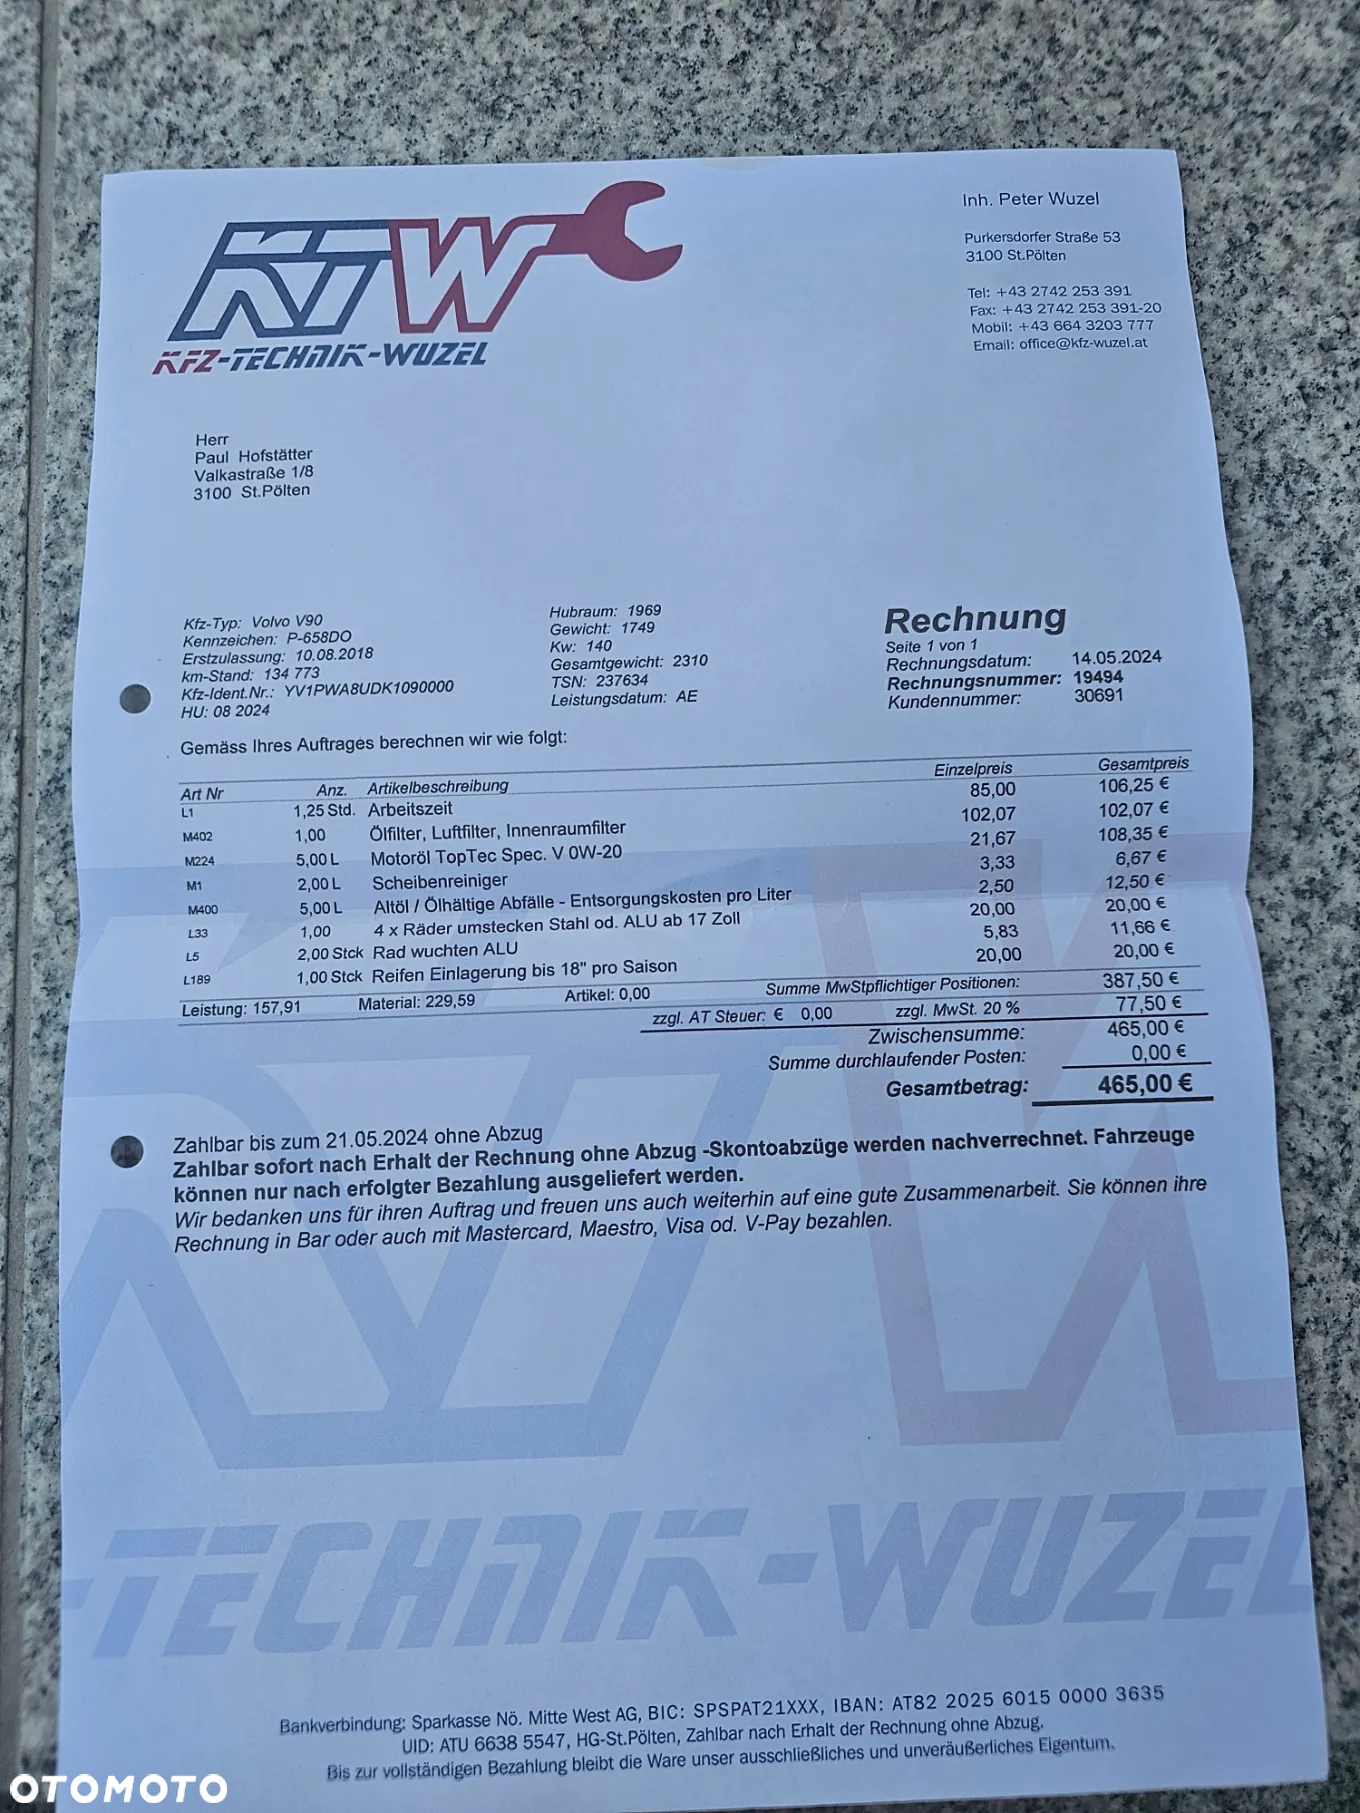 KTW
KFZ-TECHNIK-WUZEL
Inh. Peter Wuzel
Purkersdorfer Straße 53
3100 St.Pölten
Tel: +43 2742 253 391
Fax: +43 2742 253 391-20
Mobil: +43 664 3203 777
Email: office@kfz-wuzel.at
Herr
Paul Hofstätter
Valkastraße 1/8
3100 St.Pölten
Kfz-Typ: Volvo V90
Kennzeichen: P-658DO
Erstzulassung: 10.08.2018
km-Stand: 134 773
Kfz-Ident.Nr.: YV1PWA8UDK1090000
HU: 08 2024
Hubraum: 1969
Gewicht: 1749
Kw: 140
Gesamtgewicht: 2310
TSN: 237634
Leistungsdatum: AE
Rechnung
Seite 1 von 1
Rechnungsdatum: 14.05.2024
Rechnungsnummer: 19494
Kundennummer: 30691
Gemäss Ihres Auftrages berechnen wir wie folgt:
Art Nr Anz. Artikelbeschreibung Einzelpreis Gesamtpreis
L1 1,25 Std. Arbeitszeit 85,00 106,25 €
M402 1,00 Ölfilter, Luftfilter, Innenraumfilter 102,07 102,07 €
M224 5,00 L Motoröl TopTec Spec. V 0W-20 21,67 108,35 €
M1 2,00 L Scheibenreiniger 3,33 6,67 €
M400 5,00 L Altöl / Ölhältige Abfälle - Entsorgungskosten pro Liter 2,50 12,50 €
L33 1,00 4 x Räder umstecken Stahl od. ALU ab 17 Zoll 20,00 20,00 €
L5 2,00 Stck Rad wuchten ALU 5,83 11,66 €
L189 1,00 Stck Reifen Einlagerung bis 18" pro Saison 20,00 20,00 €
Leistung: 157,91 Material: 229,59 Artikel: 0,00 Summe MwStpflichtiger Positionen: 387,50 €
zzgl. AT Steuer: € 0,00 zzgl. MwSt. 20 % 77,50 €
Zwischensumme: 465,00 €
Summe durchlaufender Posten: 0,00 €
Gesamtbetrag: 465,00 €
Zahlbar bis zum 21.05.2024 ohne Abzug
Zahlbar sofort nach Erhalt der Rechnung ohne Abzug -Skontoabzüge werden nachverrechnet. Fahrzeuge
können nur nach erfolgter Bezahlung ausgeliefert werden.
Wir bedanken uns für ihren Auftrag und freuen uns auch weiterhin auf eine gute Zusammenarbeit. Sie können ihre
Rechnung in Bar oder auch mit Mastercard, Maestro, Visa od. V-Pay bezahlen.
-TECHNIK-WUZEL
Bankverbindung: Sparkasse Nö. Mitte West AG, BIC: SPSPAT21XXX, IBAN: AT82 2025 6015 0000 3635
UID: ATU 6638 5547, HG-St.Pölten, Zahlbar nach Erhalt der Rechnung ohne Abzug.
Bis zur vollständigen Bezahlung bleibt die Ware unser ausschließliches und unveräußerliches Eigentum.
OTOMOTO